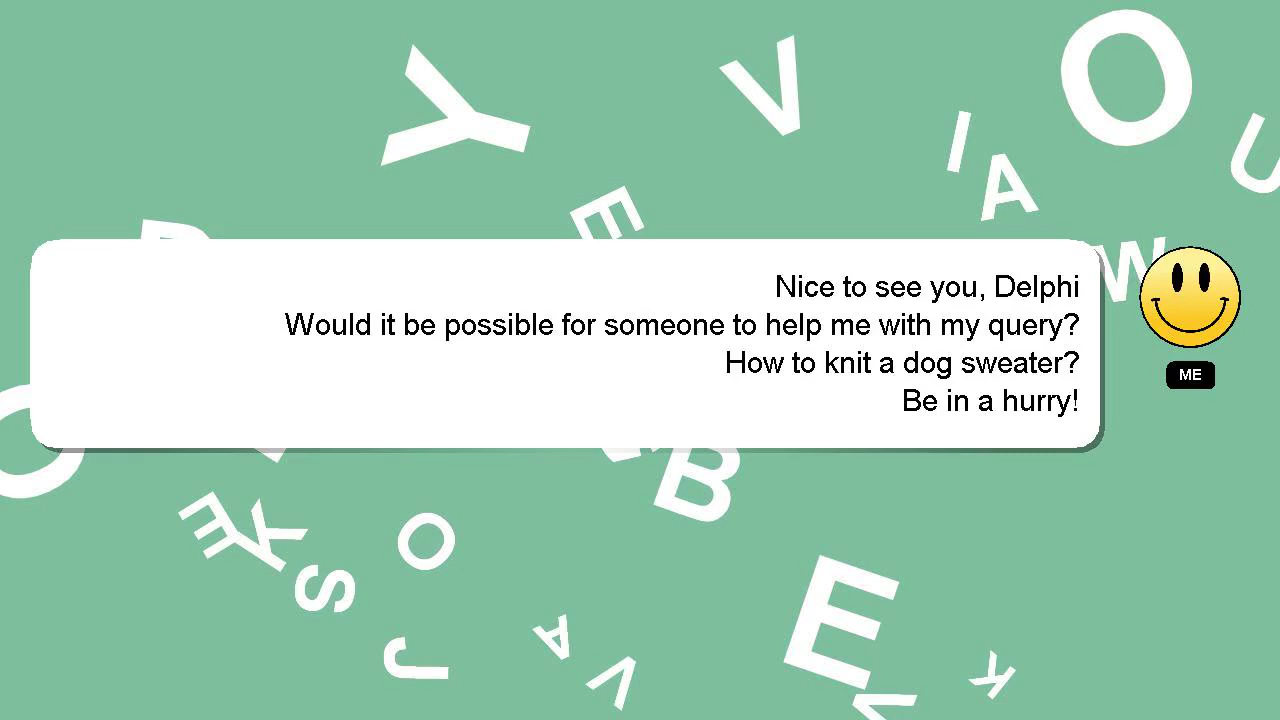 Nice to see you, Delphi
Would it be possible for someone to help me with my query?
How to knit a dog sweater?
Be in a hurry!
ME
Y
V
O
I
A
U
E
W
B
E
K
S
O
J
A
V
E
K